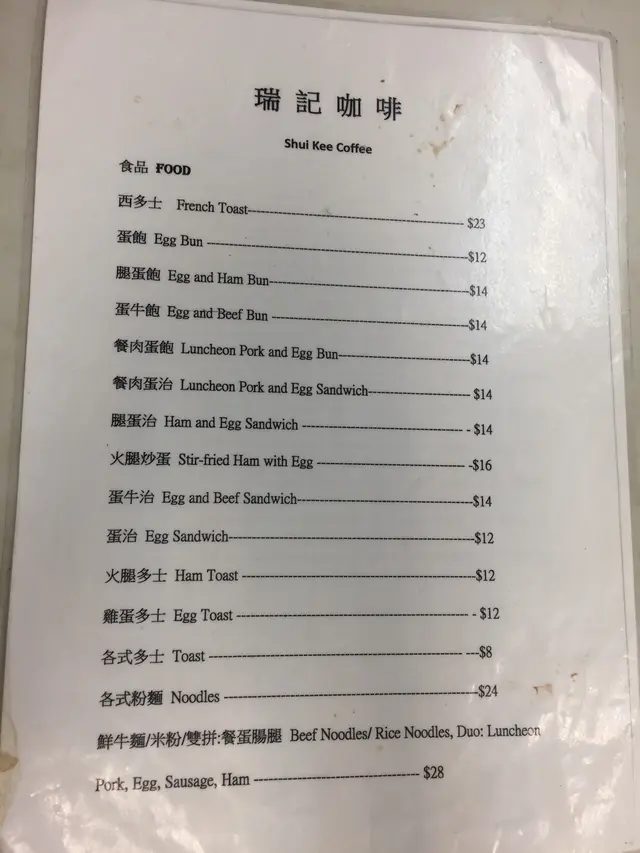 瑞記咖啡
Shui Kee Coffee
食品 FOOD
西多士 French Toast-------------------------------------------- $23
蛋飽 Egg Bun ----------------------------------------------------$12
腿蛋飽 Egg and Ham Bun----------------------------------------$14
蛋牛飽 Egg and Beef Bun ---------------------------------------$14
餐肉蛋飽 Luncheon Pork and Egg Bun--------------------------$14
餐肉蛋治 Luncheon Pork and Egg Sandwich-------------------- $14
腿蛋治 Ham and Egg Sandwich --------------------------------- - $14
火腿炒蛋 Stir-fried Ham with Egg ------------------------------ -$16
蛋牛治 Egg and Beef Sandwich-----------------------------------$14
蛋治 Egg Sandwich-------------------------------------------------$12
火腿多士 Ham Toast ----------------------------------------------$12
雞蛋多士 Egg Toast ---------------------------------------------- - $12
各式多士 Toast --------------------------------------------------- ---$8
各式粉麵 Noodles --------------------------------------------------$24
鮮牛麵/米粉/雙拼:餐蛋腸腿 Beef Noodles/ Rice Noodles, Duo: Luncheon
Pork, Egg, Sausage, Ham --------------------------------- $28